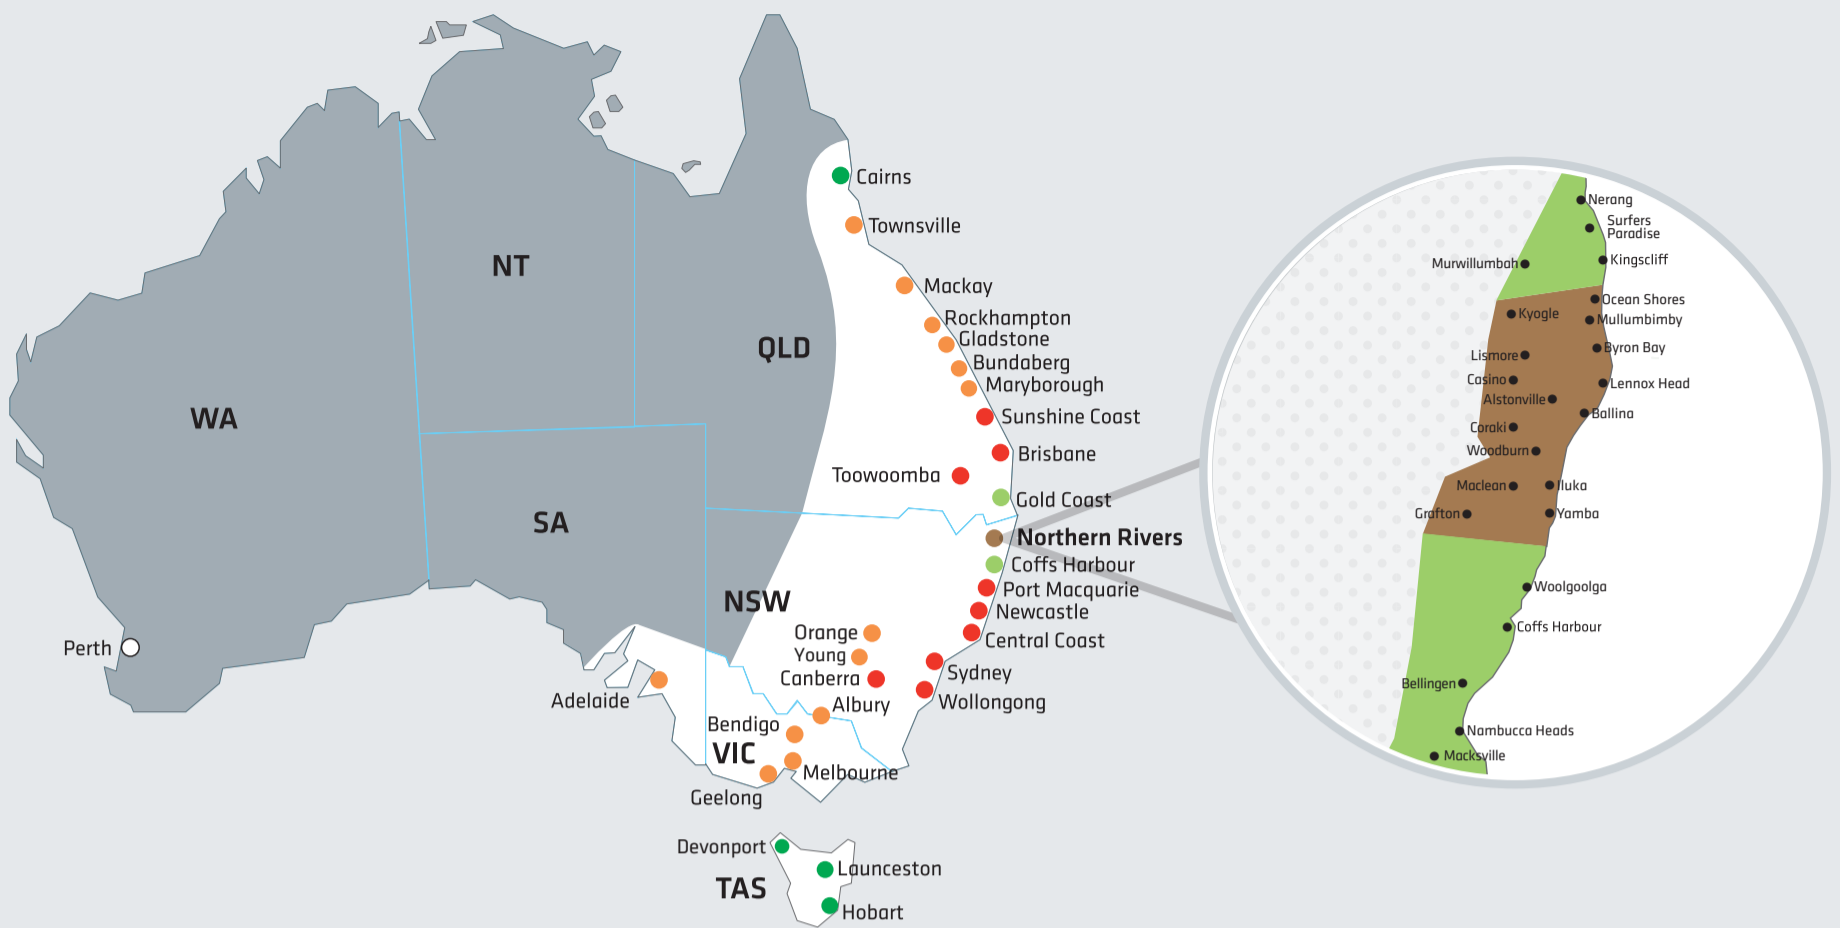 NT
WA
SA
QLD
NSW
VIC
TAS
Perth
Adelaide
Cairns
Townsville
Mackay
Rockhampton
Gladstone
Bundaberg
Maryborough
Sunshine Coast
Brisbane
Toowoomba
Gold Coast
Northern Rivers
Coffs Harbour
Port Macquarie
Newcastle
Central Coast
Orange
Young
Canberra
Sydney
Wollongong
Albury
Bendigo
Melbourne
Geelong
Devonport
Launceston
Hobart
Nerang
Surfers
Paradise
Murwillumbah
Kingscliff
Ocean Shores
Kyogle
Mullumbimby
Byron Bay
Lismore
Casino
Lennox Head
Alstonville
Ballina
Coraki
Woodburn
Maclean
Iluka
Grafton
Yamba
Woolgoolga
Coffs Harbour
Bellingen
Nambucca Heads
Macksville